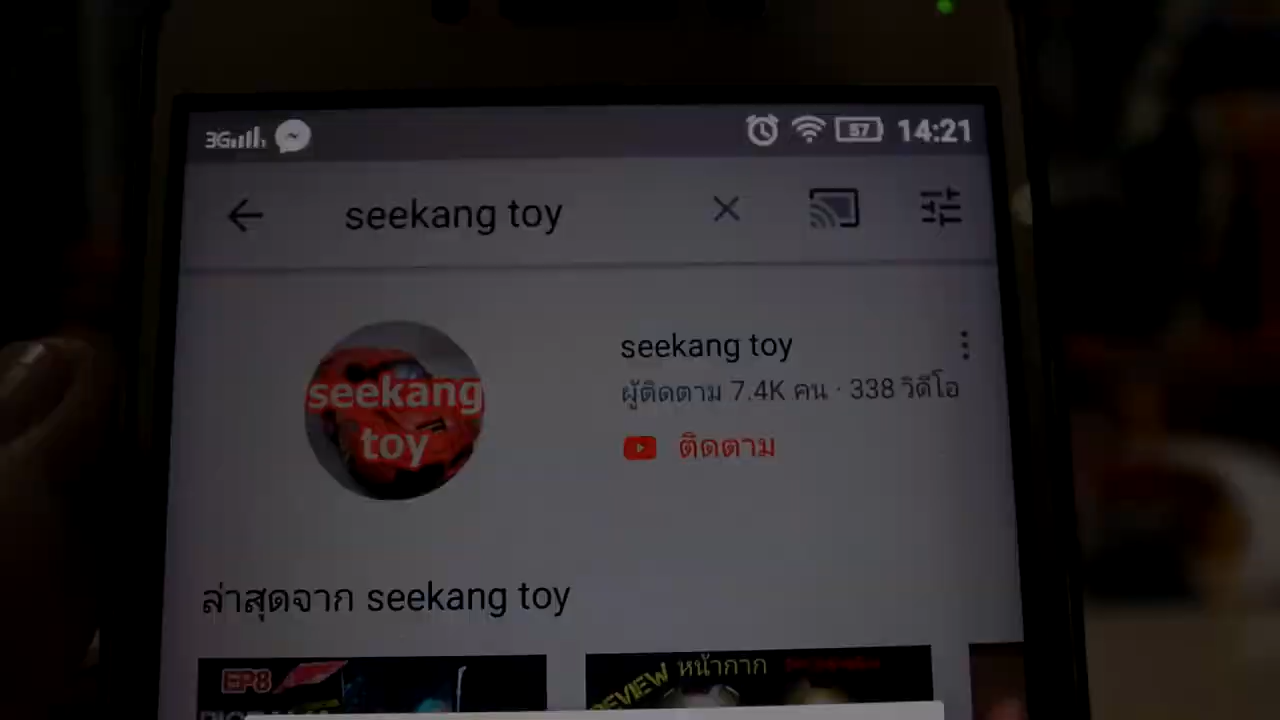 3G 57 14:21
seekang toy
seekang
toy
seekang toy
ผู้ติดตาม 7.4K คน · 338 วิดีโอ
ติดตาม
ล่าสุดจาก seekang toy
EP8
REVIEW หน้ากาก